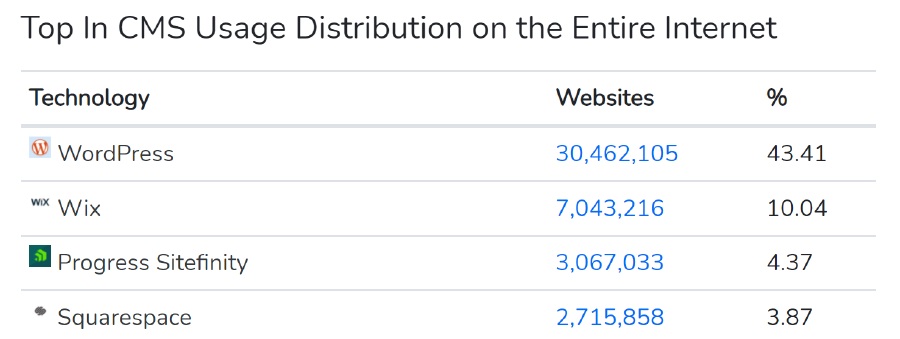 Top In CMS Usage Distribution on the Entire Internet
Technology Websites %
WordPress 30,462,105 43.41
WiX Wix 7,043,216 10.04
Progress Sitefinity 3,067,033 4.37
Squarespace 2,715,858 3.87